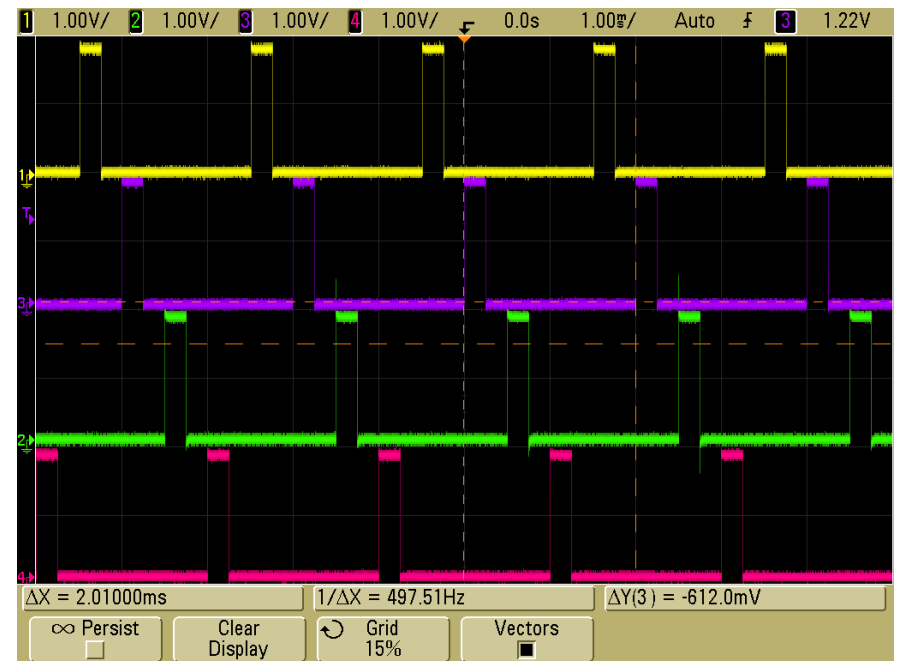 1 1.00V/ 2 1.00V/ 3 1.00V/ 4 1.00V/ 0.0s 1.00ms/ Auto 3 1.22V
1
T
3
2
4
ΔX = 2.01000ms 1/ΔX = 497.51Hz ΔY(3) = -612.0mV
∞ Persist Clear Display Grid 15% Vectors